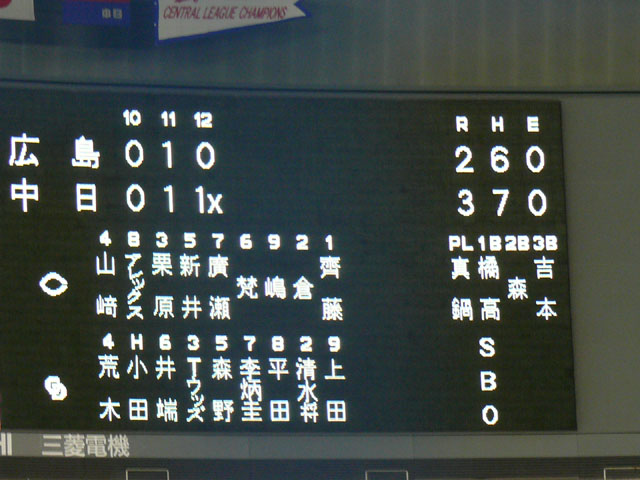 CENTRAL LEAGUE CHAMPIONS
10 11 12 R H E
広島 0 1 0 2 6 0
中日 0 1 1x 3 7 0
4 8 3 5 7 6 9 2 1 PL 1B 2B 3B
山崎 アレックス 栗原 新井 廣瀬 梵 嶋 倉 齊藤 真鍋 橘高 森 吉本
4 H 6 3 5 7 8 2 9 S
荒木 小田 井端 Tウッズ 森野 李炳圭 平田 清水将 上田 B
O
三菱電機